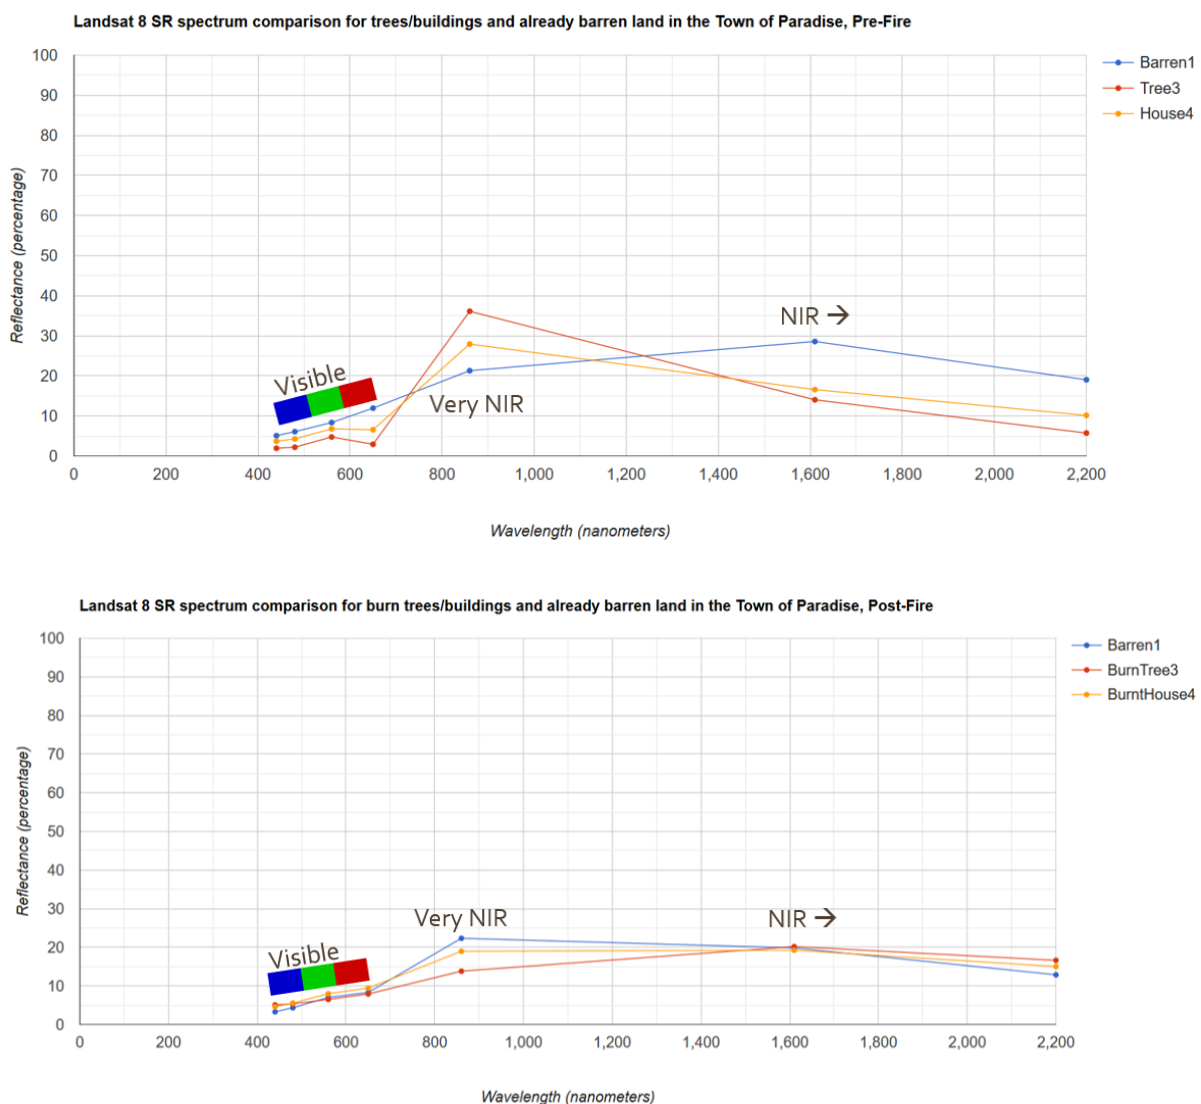 Landsat 8 SR spectrum comparison for trees/buildings and already barren land in the Town of Paradise, Pre-Fire
100
90
80
70
60
50
40
30
20
10
0
Reflectance (percentage)
Barren1
Tree3
House4
Visible
Very NIR
NIR →
0 200 400 600 800 1,000 1,200 1,400 1,600 1,800 2,000 2,200
Wavelength (nanometers)
Landsat 8 SR spectrum comparison for burn trees/buildings and already barren land in the Town of Paradise, Post-Fire
100
90
80
70
60
50
40
30
20
10
0
Reflectance (percentage)
Barren1
BurnTree3
BurntHouse4
Visible
Very NIR
NIR →
0 200 400 600 800 1,000 1,200 1,400 1,600 1,800 2,000 2,200
Wavelength (nanometers)